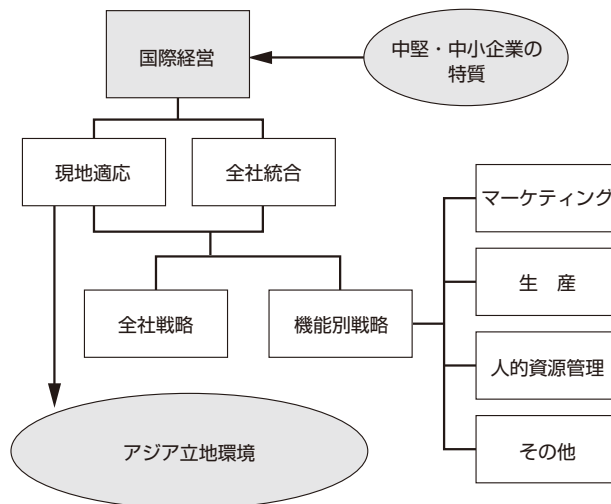 国際経営
中堅・中小企業の
特質
現地適応
全社統合
マーケティング
生　産
全社戦略
機能別戦略
人的資源管理
アジア立地環境
その他